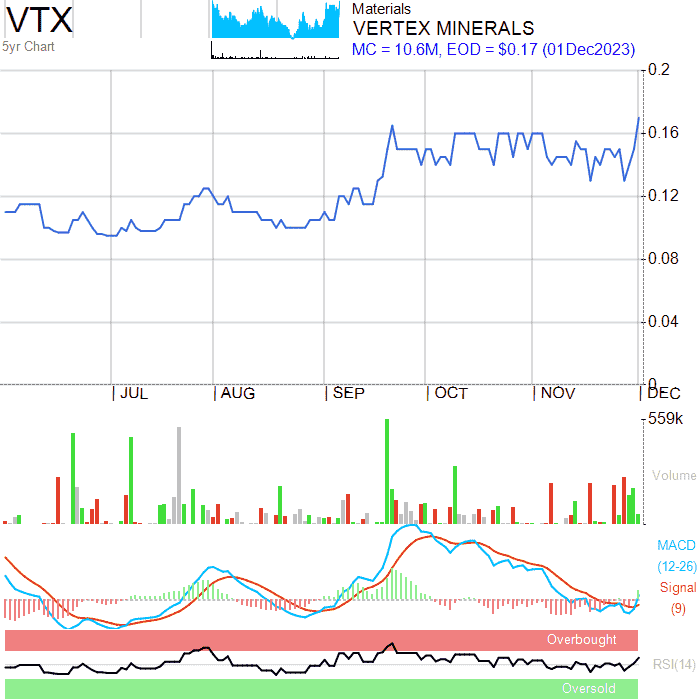 VTX
5yr Chart
Materials
VERTEX MINERALS
MC = 10.6M, EOD = $0.17 (01Dec2023)
0.2
0.16
0.12
0.08
0.04
0
JUL AUG SEP OCT NOV DEC
559k
Volume
MACD
(12-26)
Signal
(9)
Overbought
RSI(14)
Oversold